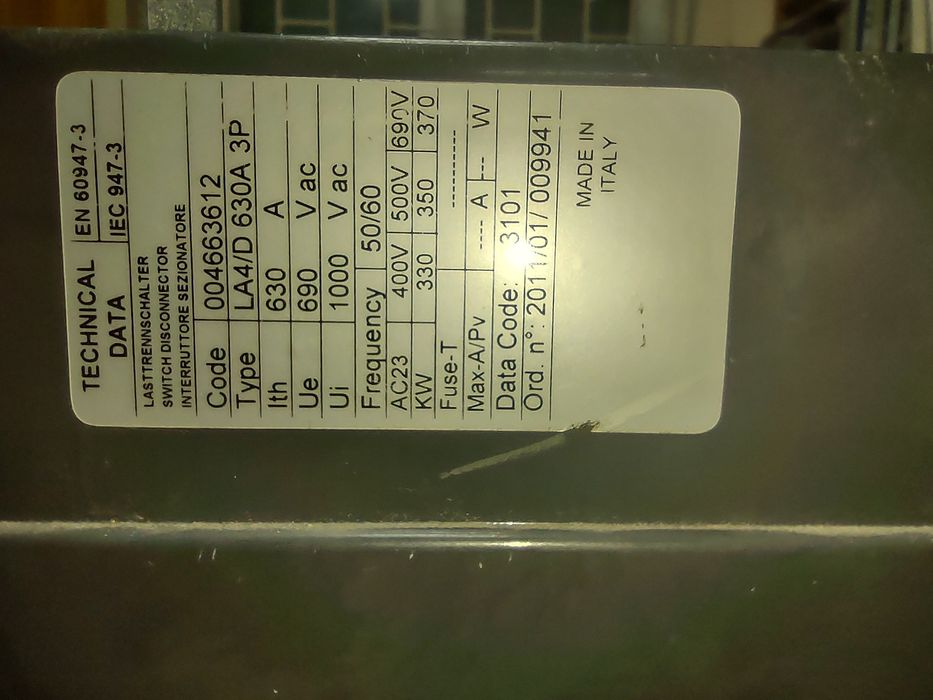 TECHNICAL DATA
EN 60947-3
IEC 947-3
LASTTRENNSCHALTER
SWITCH DISCONNECTOR
INTERRUTTORE SEZIONATORE
Code 004663612
Type LA4/D 630A 3P
Ith 630 A
Ue 690 V ac
Ui 1000 V ac
Frequency 50/60
AC23 400V 500V 690V
KW 330 350 370
Fuse-T ----------
Max-A/Pv ---- A --- W
Data Code: 3101
Ord. n°: 2011/01/ 009941
MADE IN
ITALY